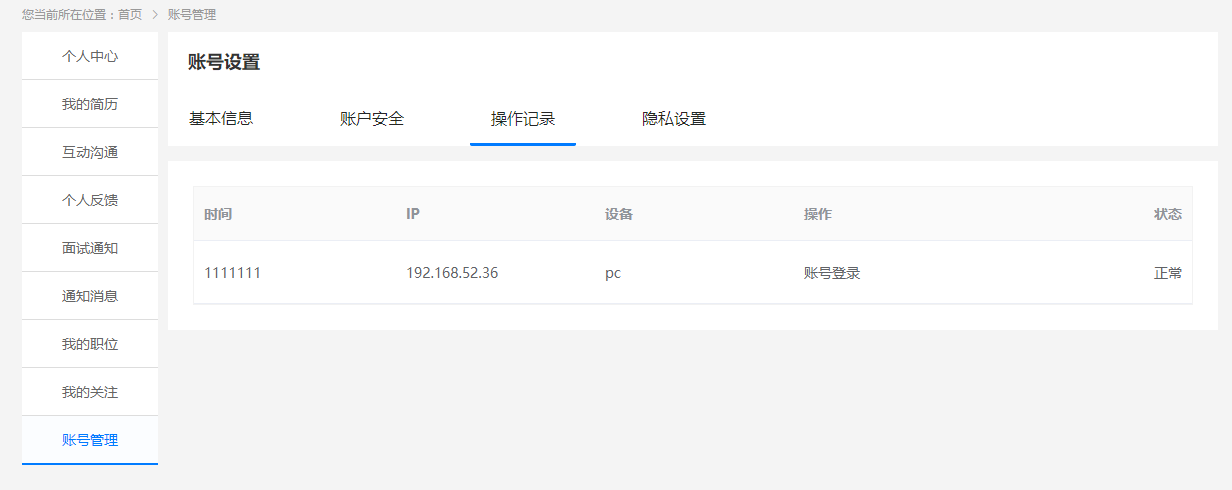 您当前所在位置：首页 > 账号管理
个人中心
我的简历
互动沟通
个人反馈
面试通知
通知消息
我的职位
我的关注
账号管理
账号设置
基本信息 账户安全 操作记录 隐私设置
时间 IP 设备 操作 状态
1111111 192.168.52.36 pc 账号登录 正常